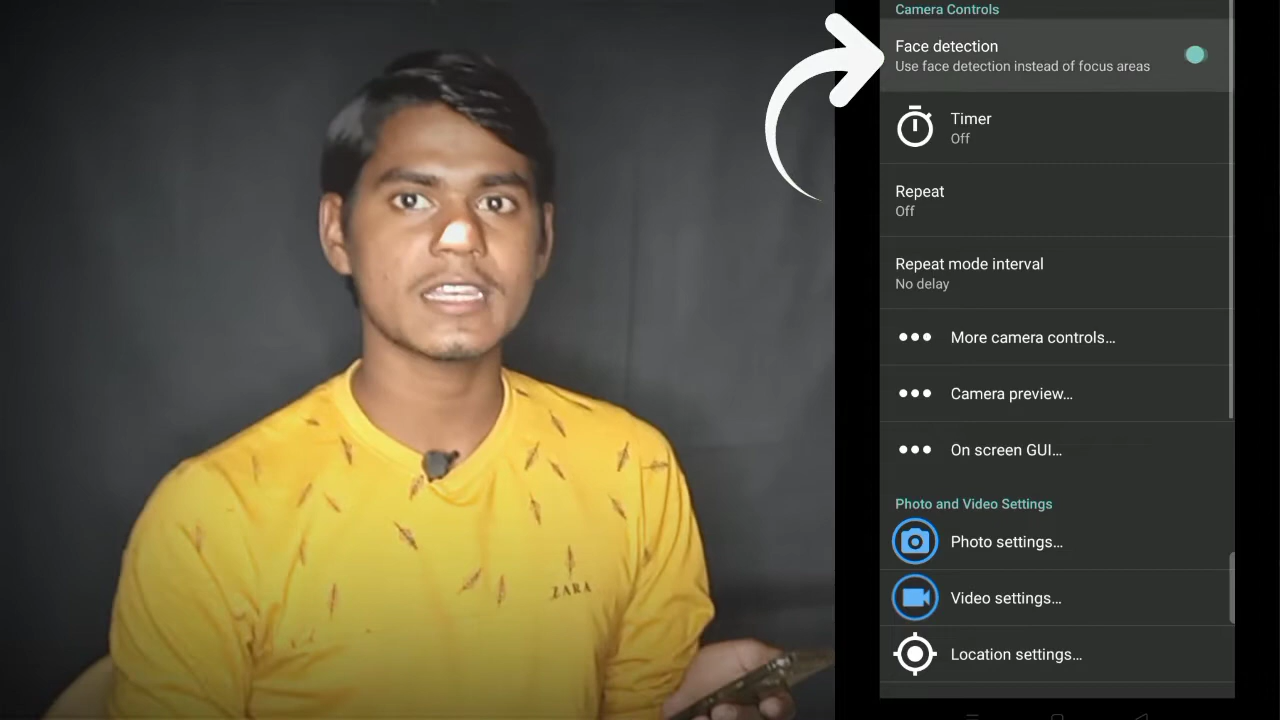 Camera Controls
Face detection
Use face detection instead of focus areas
Timer
Off
Repeat
Off
Repeat mode interval
No delay
More camera controls...
Camera preview...
On screen GUI...
Photo and Video Settings
Photo settings...
Video settings...
Location settings...
ZARA